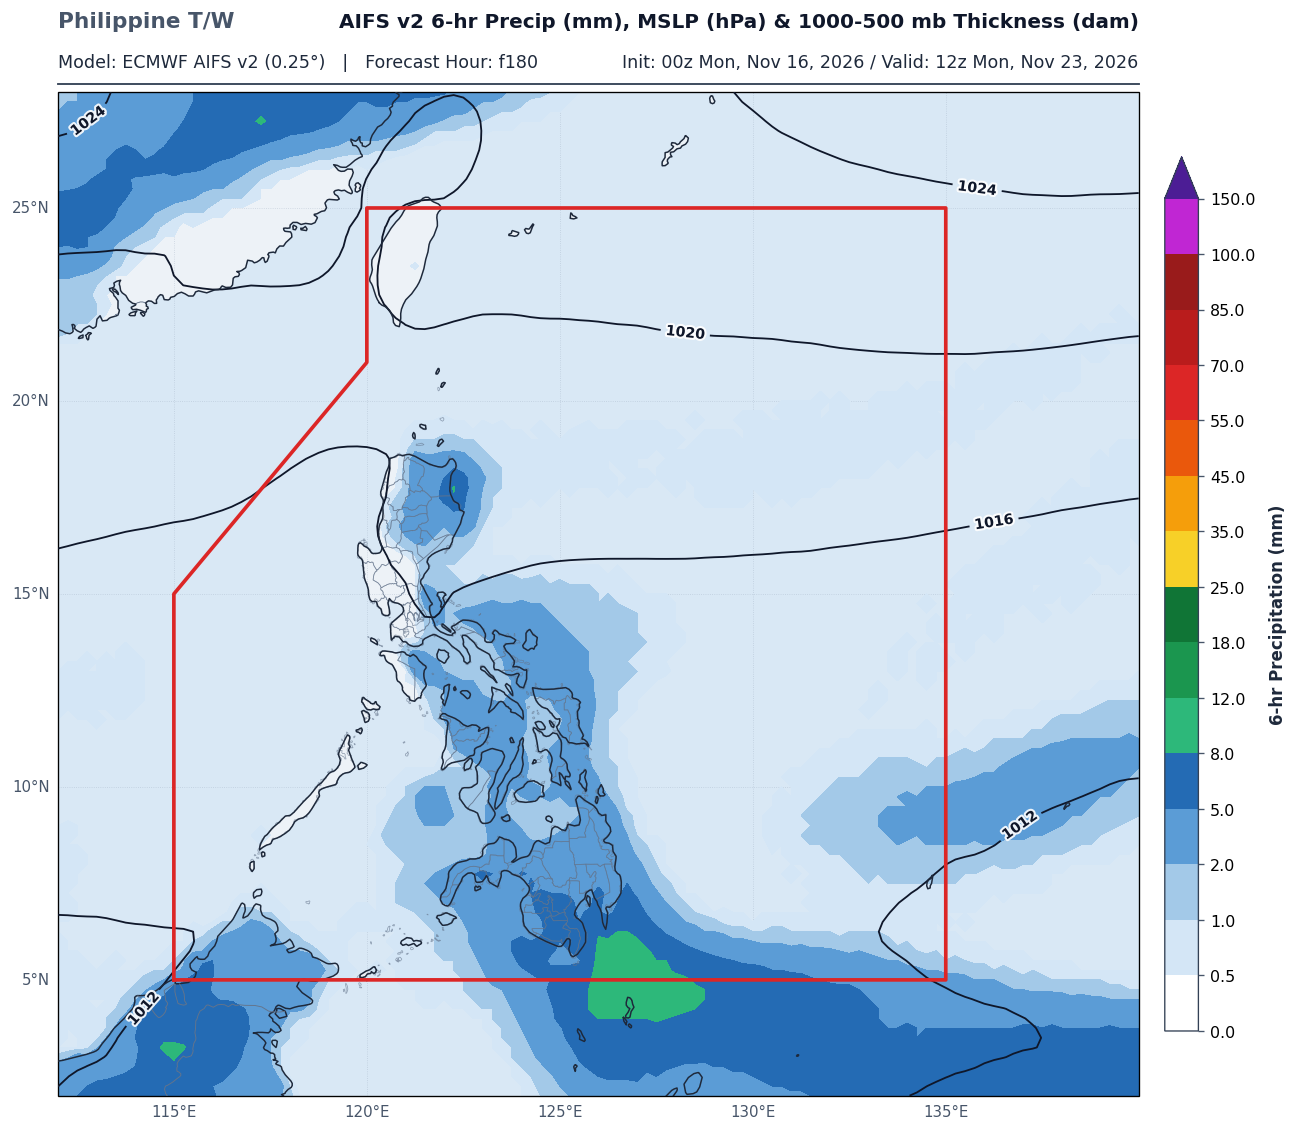 Philippine T/W
AIFS v2 6-hr Precip (mm), MSLP (hPa) & 1000-500 mb Thickness (dam)
Model: ECMWF AIFS v2 (0.25°) | Forecast Hour: f180
Init: 00z Mon, Nov 16, 2026 / Valid: 12z Mon, Nov 23, 2026
1024
1024
1020
1016
1012
1012
25°N
20°N
15°N
10°N
5°N
115°E
120°E
125°E
130°E
135°E
150.0
100.0
85.0
70.0
55.0
45.0
35.0
25.0
18.0
12.0
8.0
5.0
2.0
1.0
0.5
0.0
6-hr Precipitation (mm)